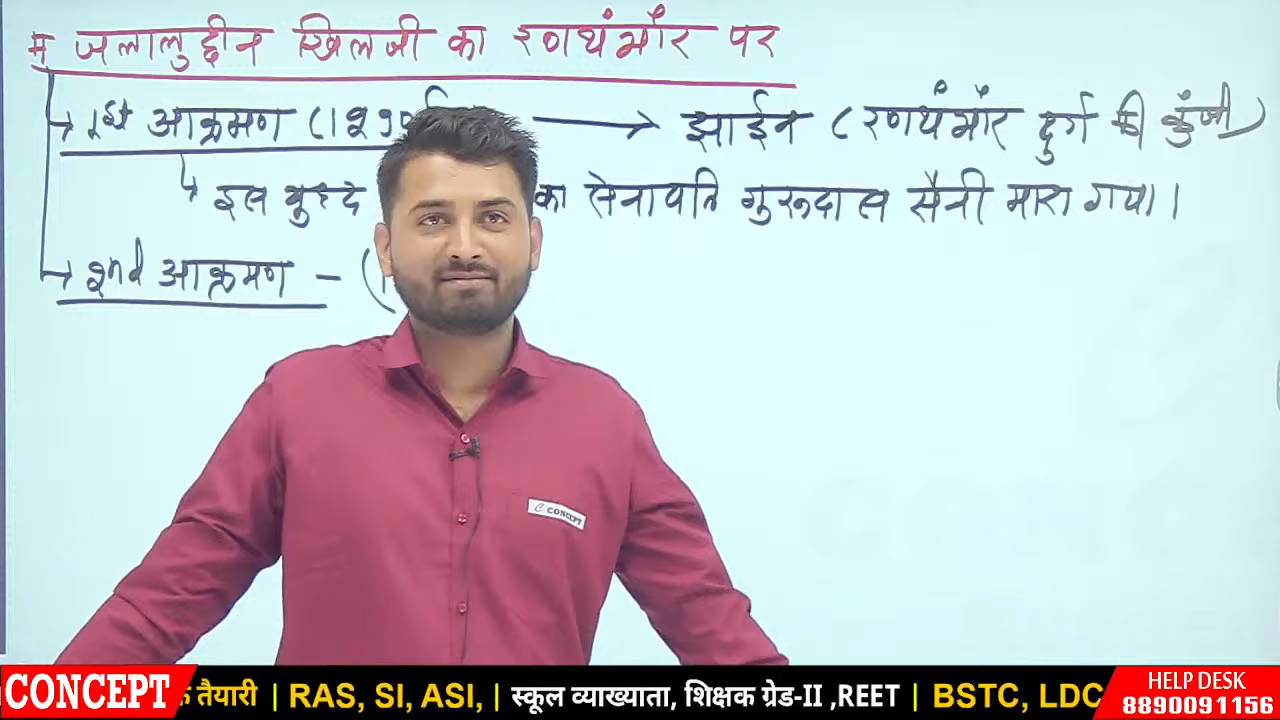 * जलालुद्दीन खिलजी का रणथंभौर पर
1st आक्रमण (1290 → झाईन (रणथंभौर दुर्ग की कुंजी)
इस युद्ध का सेनापति गुरूदास सैनी मारा गया।
2nd आक्रमण – (
C CONCEPT
CONCEPT तैयारी | RAS, SI, ASI, | स्कूल व्याख्याता, शिक्षक ग्रेड-II ,REET | BSTC, LDC HELP DESK
8890091156